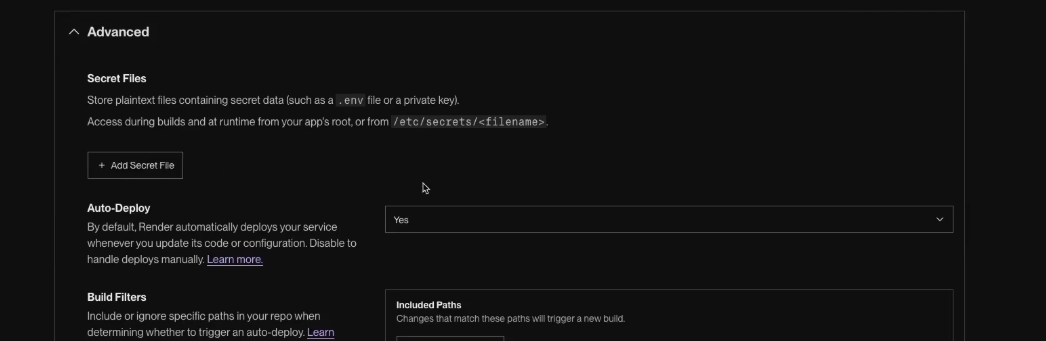 Advanced
Secret Files
Store plaintext files containing secret data (such as a .env file or a private key).
Access during builds and at runtime from your app's root, or from /etc/secrets/<filename>.
+ Add Secret File
Auto-Deploy
By default, Render automatically deploys your service
whenever you update its code or configuration. Disable to
handle deploys manually. Learn more.
Yes
Build Filters
Include or ignore specific paths in your repo when
determining whether to trigger an auto-deploy. Learn
Included Paths
Changes that match these paths will trigger a new build.